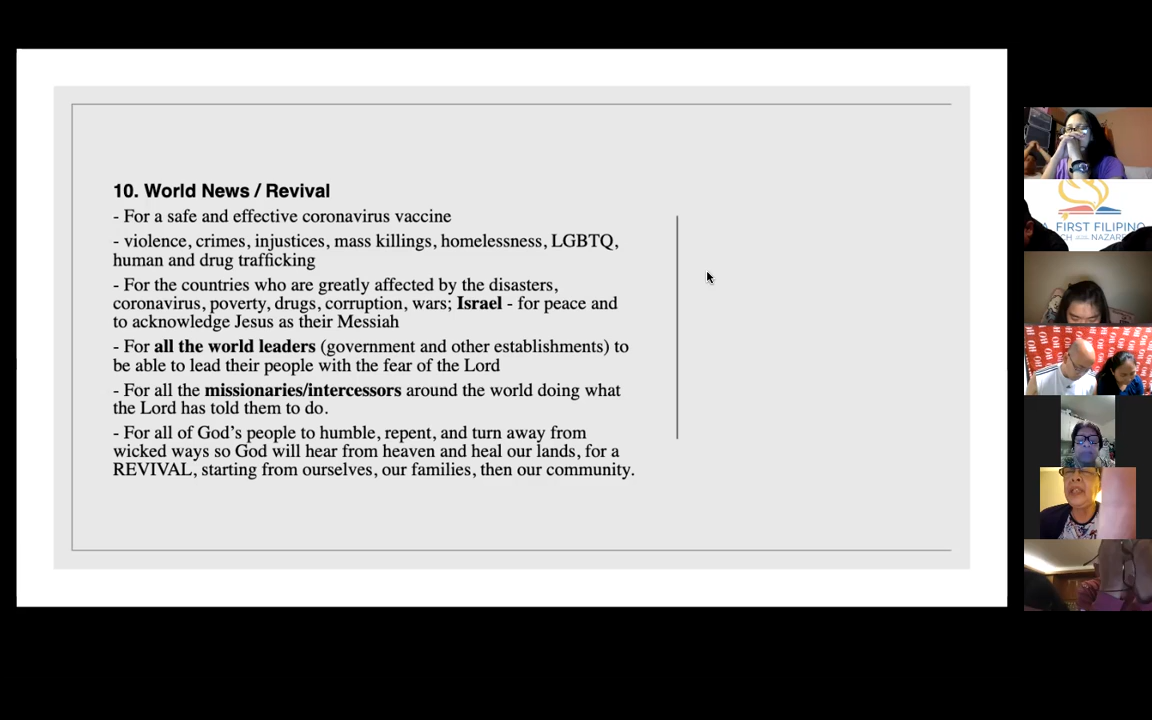 10. World News / Revival
- For a safe and effective coronavirus vaccine
- violence, crimes, injustices, mass killings, homelessness, LGBTQ,
human and drug trafficking
- For the countries who are greatly affected by the disasters,
coronavirus, poverty, drugs, corruption, wars; Israel - for peace and
to acknowledge Jesus as their Messiah
- For all the world leaders (government and other establishments) to
be able to lead their people with the fear of the Lord
- For all the missionaries/intercessors around the world doing what
the Lord has told them to do.
- For all of God's people to humble, repent, and turn away from
wicked ways so God will hear from heaven and heal our lands, for a
REVIVAL, starting from ourselves, our families, then our community.
FIRST FILIPINO